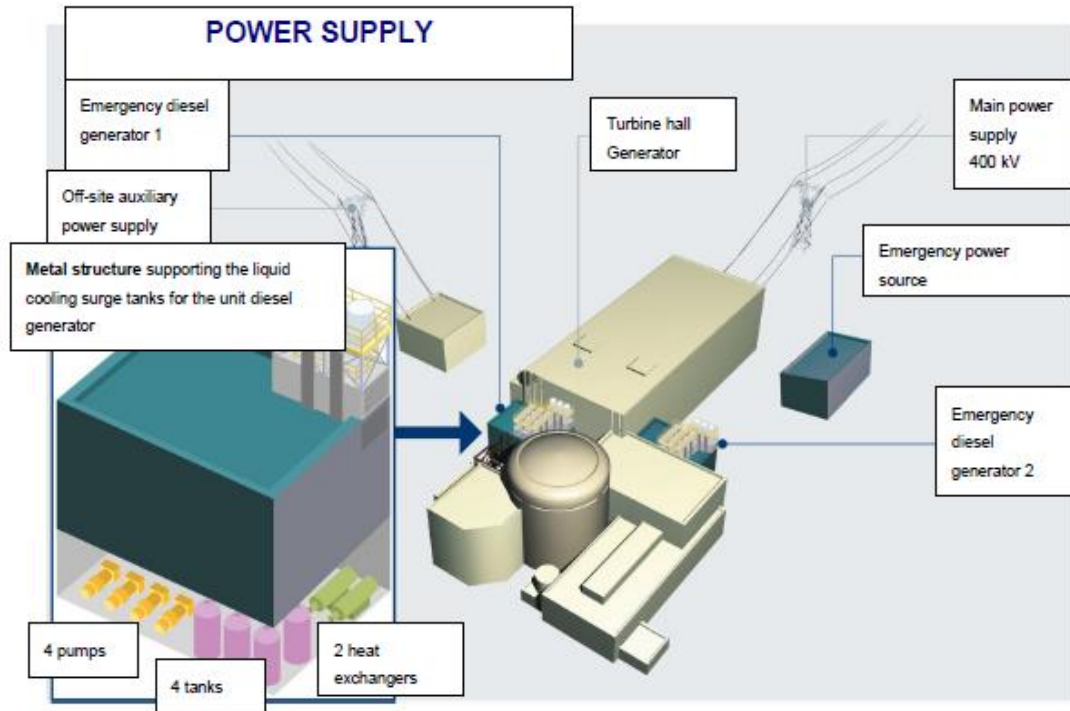 POWER SUPPLY
Emergency diesel
generator 1
Turbine hall
Generator
Main power
supply
400 kV
Off-site auxiliary
power supply
Metal structure supporting the liquid
cooling surge tanks for the unit diesel
generator
Emergency power
source
Emergency
diesel
generator 2
4 pumps
4 tanks
2 heat
exchangers